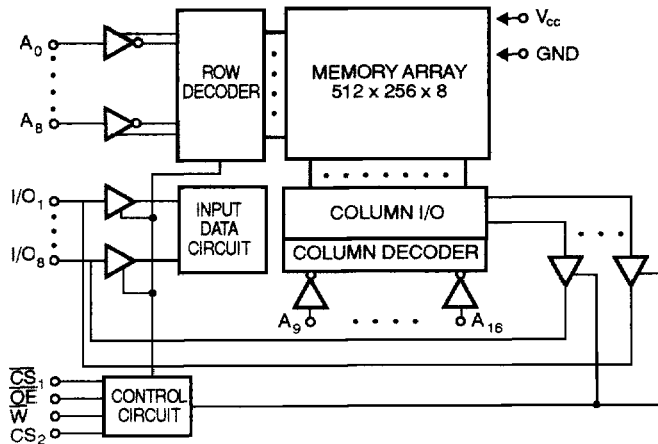 A0
ROW DECODER
MEMORY ARRAY
512 x 256 x 8
Vcc
GND
A8
I/O1
INPUT DATA CIRCUIT
COLUMN I/O
I/O8
COLUMN DECODER
A9
A16
CS1
OE
W
CS2
CONTROL CIRCUIT